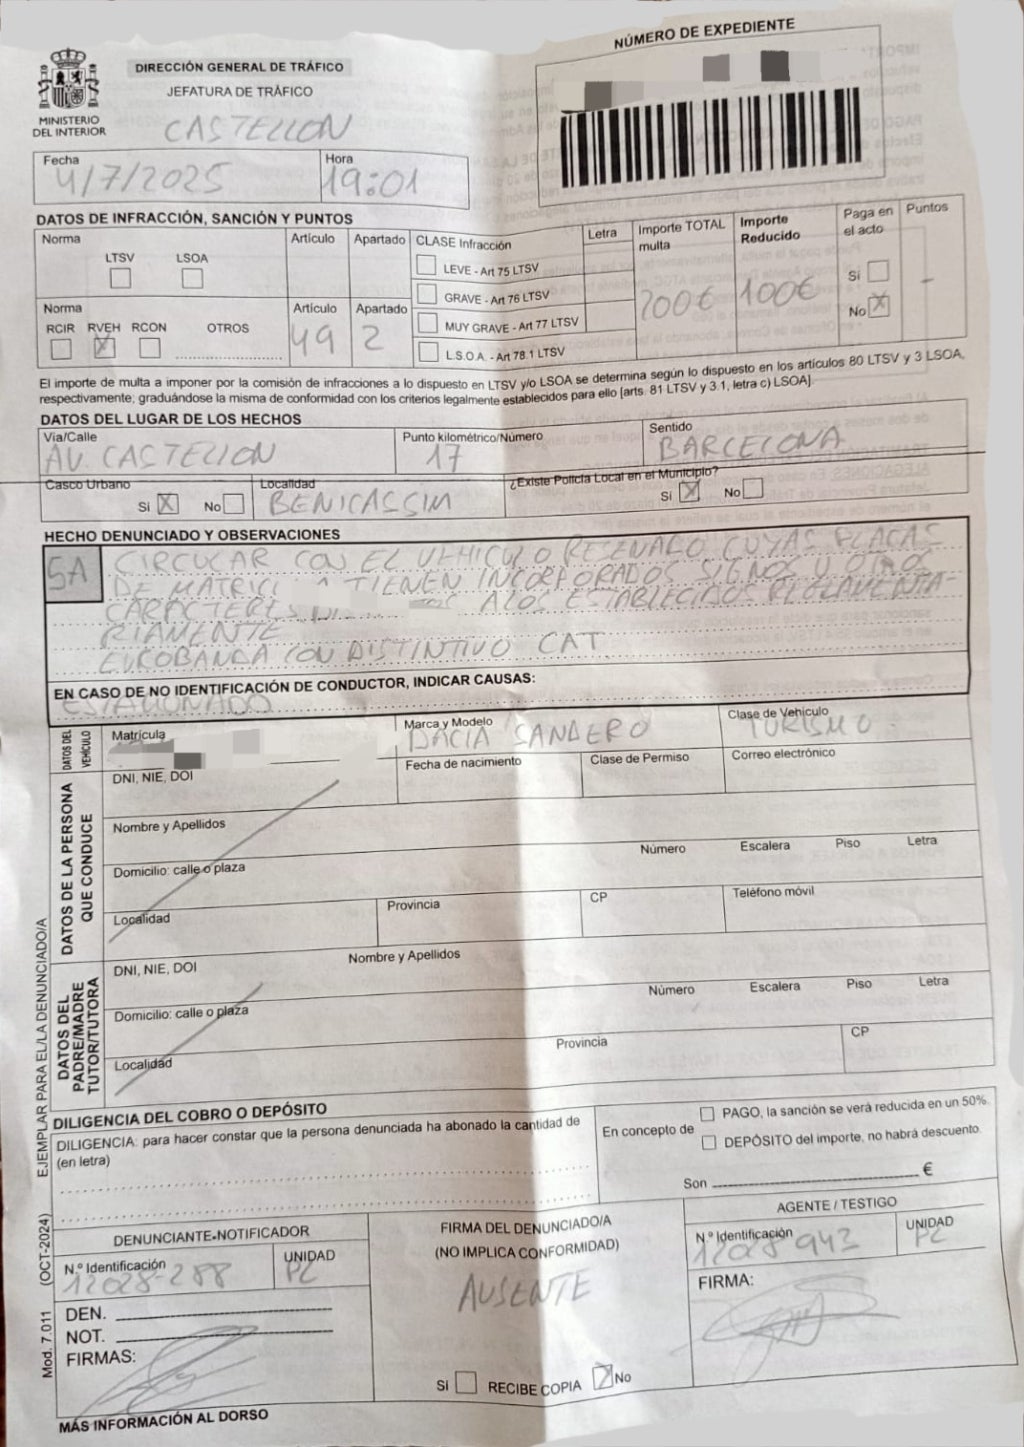 NÚMERO DE EXPEDIENTE
DIRECCIÓN GENERAL DE TRÁFICO
JEFATURA DE TRÁFICO
MINISTERIO
DEL INTERIOR
CASTELLON
Fecha
4/7/2025
Hora
19:01
DATOS DE INFRACCIÓN, SANCIÓN Y PUNTOS
Norma
LTSV LSOA
Artículo
Apartado
CLASE Infracción
Letra
LEVE - Art 75 LTSV
GRAVE - Art 76 LTSV
MUY GRAVE - Art 77 LTSV
L.S.O.A. - Art 78.1 LTSV
Importe TOTAL
multa
200€
Importe
Reducido
100€
Paga en
el acto
Sí
No X
Puntos
-
Norma
RCIR RVEH RCON OTROS
X
Artículo
49
Apartado
2
El importe de multa a imponer por la comisión de infracciones a lo dispuesto en LTSV y/o LSOA se determina según lo dispuesto en los artículos 80 LTSV y 3 LSOA,
respectivamente; graduándose la misma de conformidad con los criterios legalmente establecidos para ello [arts. 81 LTSV y 3.1, letra c) LSOA].
DATOS DEL LUGAR DE LOS HECHOS
Vía/Calle
AV. CASTELLON
Punto kilométrico/Número
17
Sentido
BARCELONA
Casco Urbano
Sí X No
Localidad
BENICASSIM
¿Existe Policía Local en el Municipio?
Sí X No
HECHO DENUNCIADO Y OBSERVACIONES
5A
CIRCULAR CON EL VEHICULO RESEÑADO CUYAS PLACAS
DE TIENEN INCORPORADOS SIGNOS U OTROS
CARACTERES A LOS ESTABLECIDOS REGLAMENTA-
RIAMENTE
EUROBANDA CON DISTINTIVO CAT
EN CASO DE NO IDENTIFICACIÓN DE CONDUCTOR, INDICAR CAUSAS:
ESTACIONADO
DATOS DEL
VEHÍCULO
Matrícula
Marca y Modelo
DACIA SANDERO
Clase de Vehículo
TURISMO
DATOS DE LA PERSONA
QUE CONDUCE
DNI, NIE, DOI
Fecha de nacimiento
Clase de Permiso
Correo electrónico
Nombre y Apellidos
Domicilio: calle o plaza
Número Escalera Piso Letra
Localidad
Provincia
CP
Teléfono móvil
DATOS DEL
PADRE/MADRE
TUTOR/TUTORA
DNI, NIE, DOI
Nombre y Apellidos
Domicilio: calle o plaza
Número Escalera Piso Letra
Localidad
Provincia
CP
DILIGENCIA DEL COBRO O DEPÓSITO
DILIGENCIA: para hacer constar que la persona denunciada ha abonado la cantidad de
(en letra)
En concepto de
PAGO, la sanción se verá reducida en un 50%.
DEPÓSITO del importe, no habrá descuento.
Son €
DENUNCIANTE-NOTIFICADOR
N.º Identificación
12028-288
UNIDAD
PL
DEN.
NOT.
FIRMAS:
FIRMA DEL DENUNCIADO/A
(NO IMPLICA CONFORMIDAD)
AUSENTE
SI RECIBE COPIA No
AGENTE / TESTIGO
N.º Identificación
12028 943
UNIDAD
PL
FIRMA:
MÁS INFORMACIÓN AL DORSO
EJEMPLAR PARA EL/LA DENUNCIADO/A
Mod. 7.011 (OCT-2024)